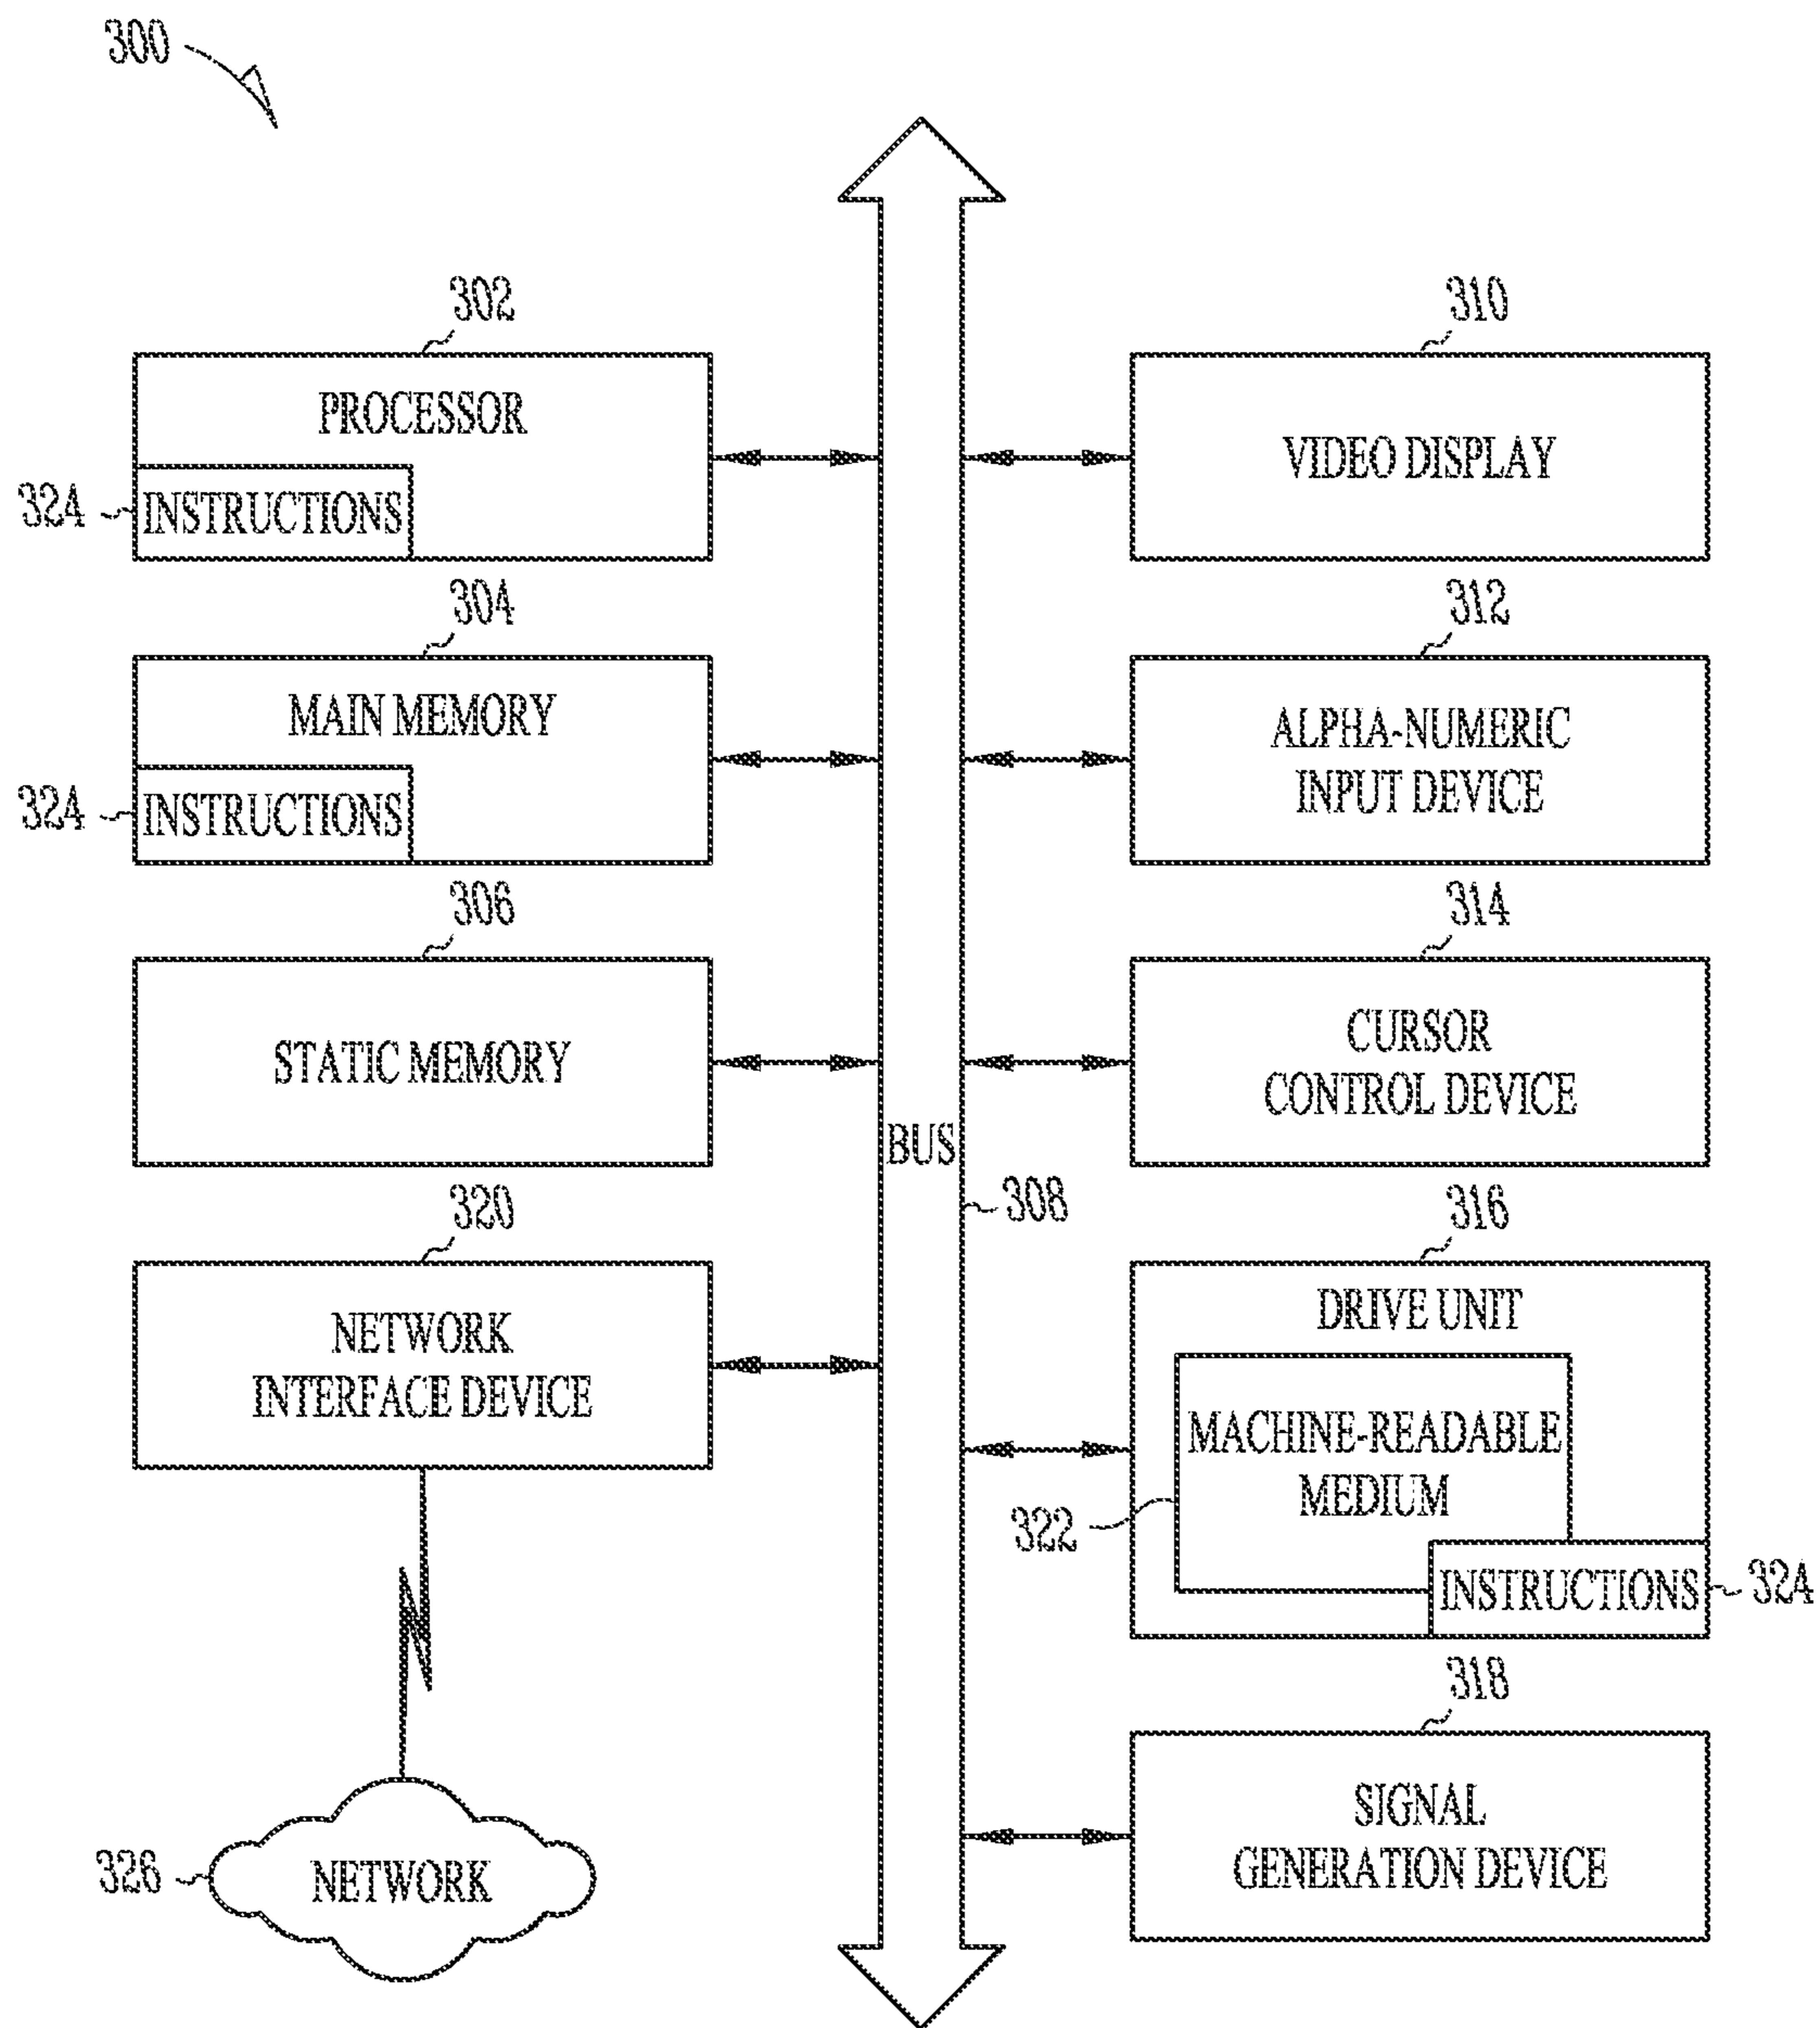 300
302
PROCESSOR
324
INSTRUCTIONS
304
MAIN MEMORY
324
INSTRUCTIONS
306
STATIC MEMORY
320
NETWORK
INTERFACE DEVICE
326
NETWORK
BUS
308
310
VIDEO DISPLAY
312
ALPHA-NUMERIC
INPUT DEVICE
314
CURSOR
CONTROL DEVICE
316
DRIVE UNIT
MACHINE-READABLE
MEDIUM
322
INSTRUCTIONS
324
318
SIGNAL
GENERATION DEVICE